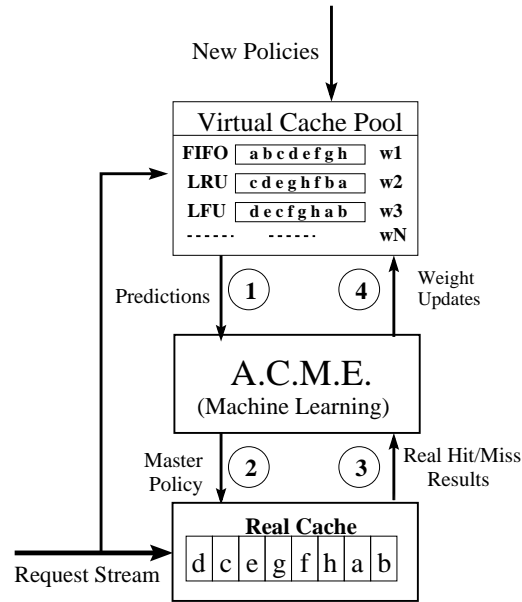 New Policies
Virtual Cache Pool
FIFO a b c d e f g h w1
LRU c d e g h f b a w2
LFU d e c f g h a b w3
------ ------ wN
Predictions 1 4 Weight
Updates
A.C.M.E.
(Machine Learning)
Master
Policy 2 3 Real Hit/Miss
Results
Real Cache
d c e g f h a b
Request Stream